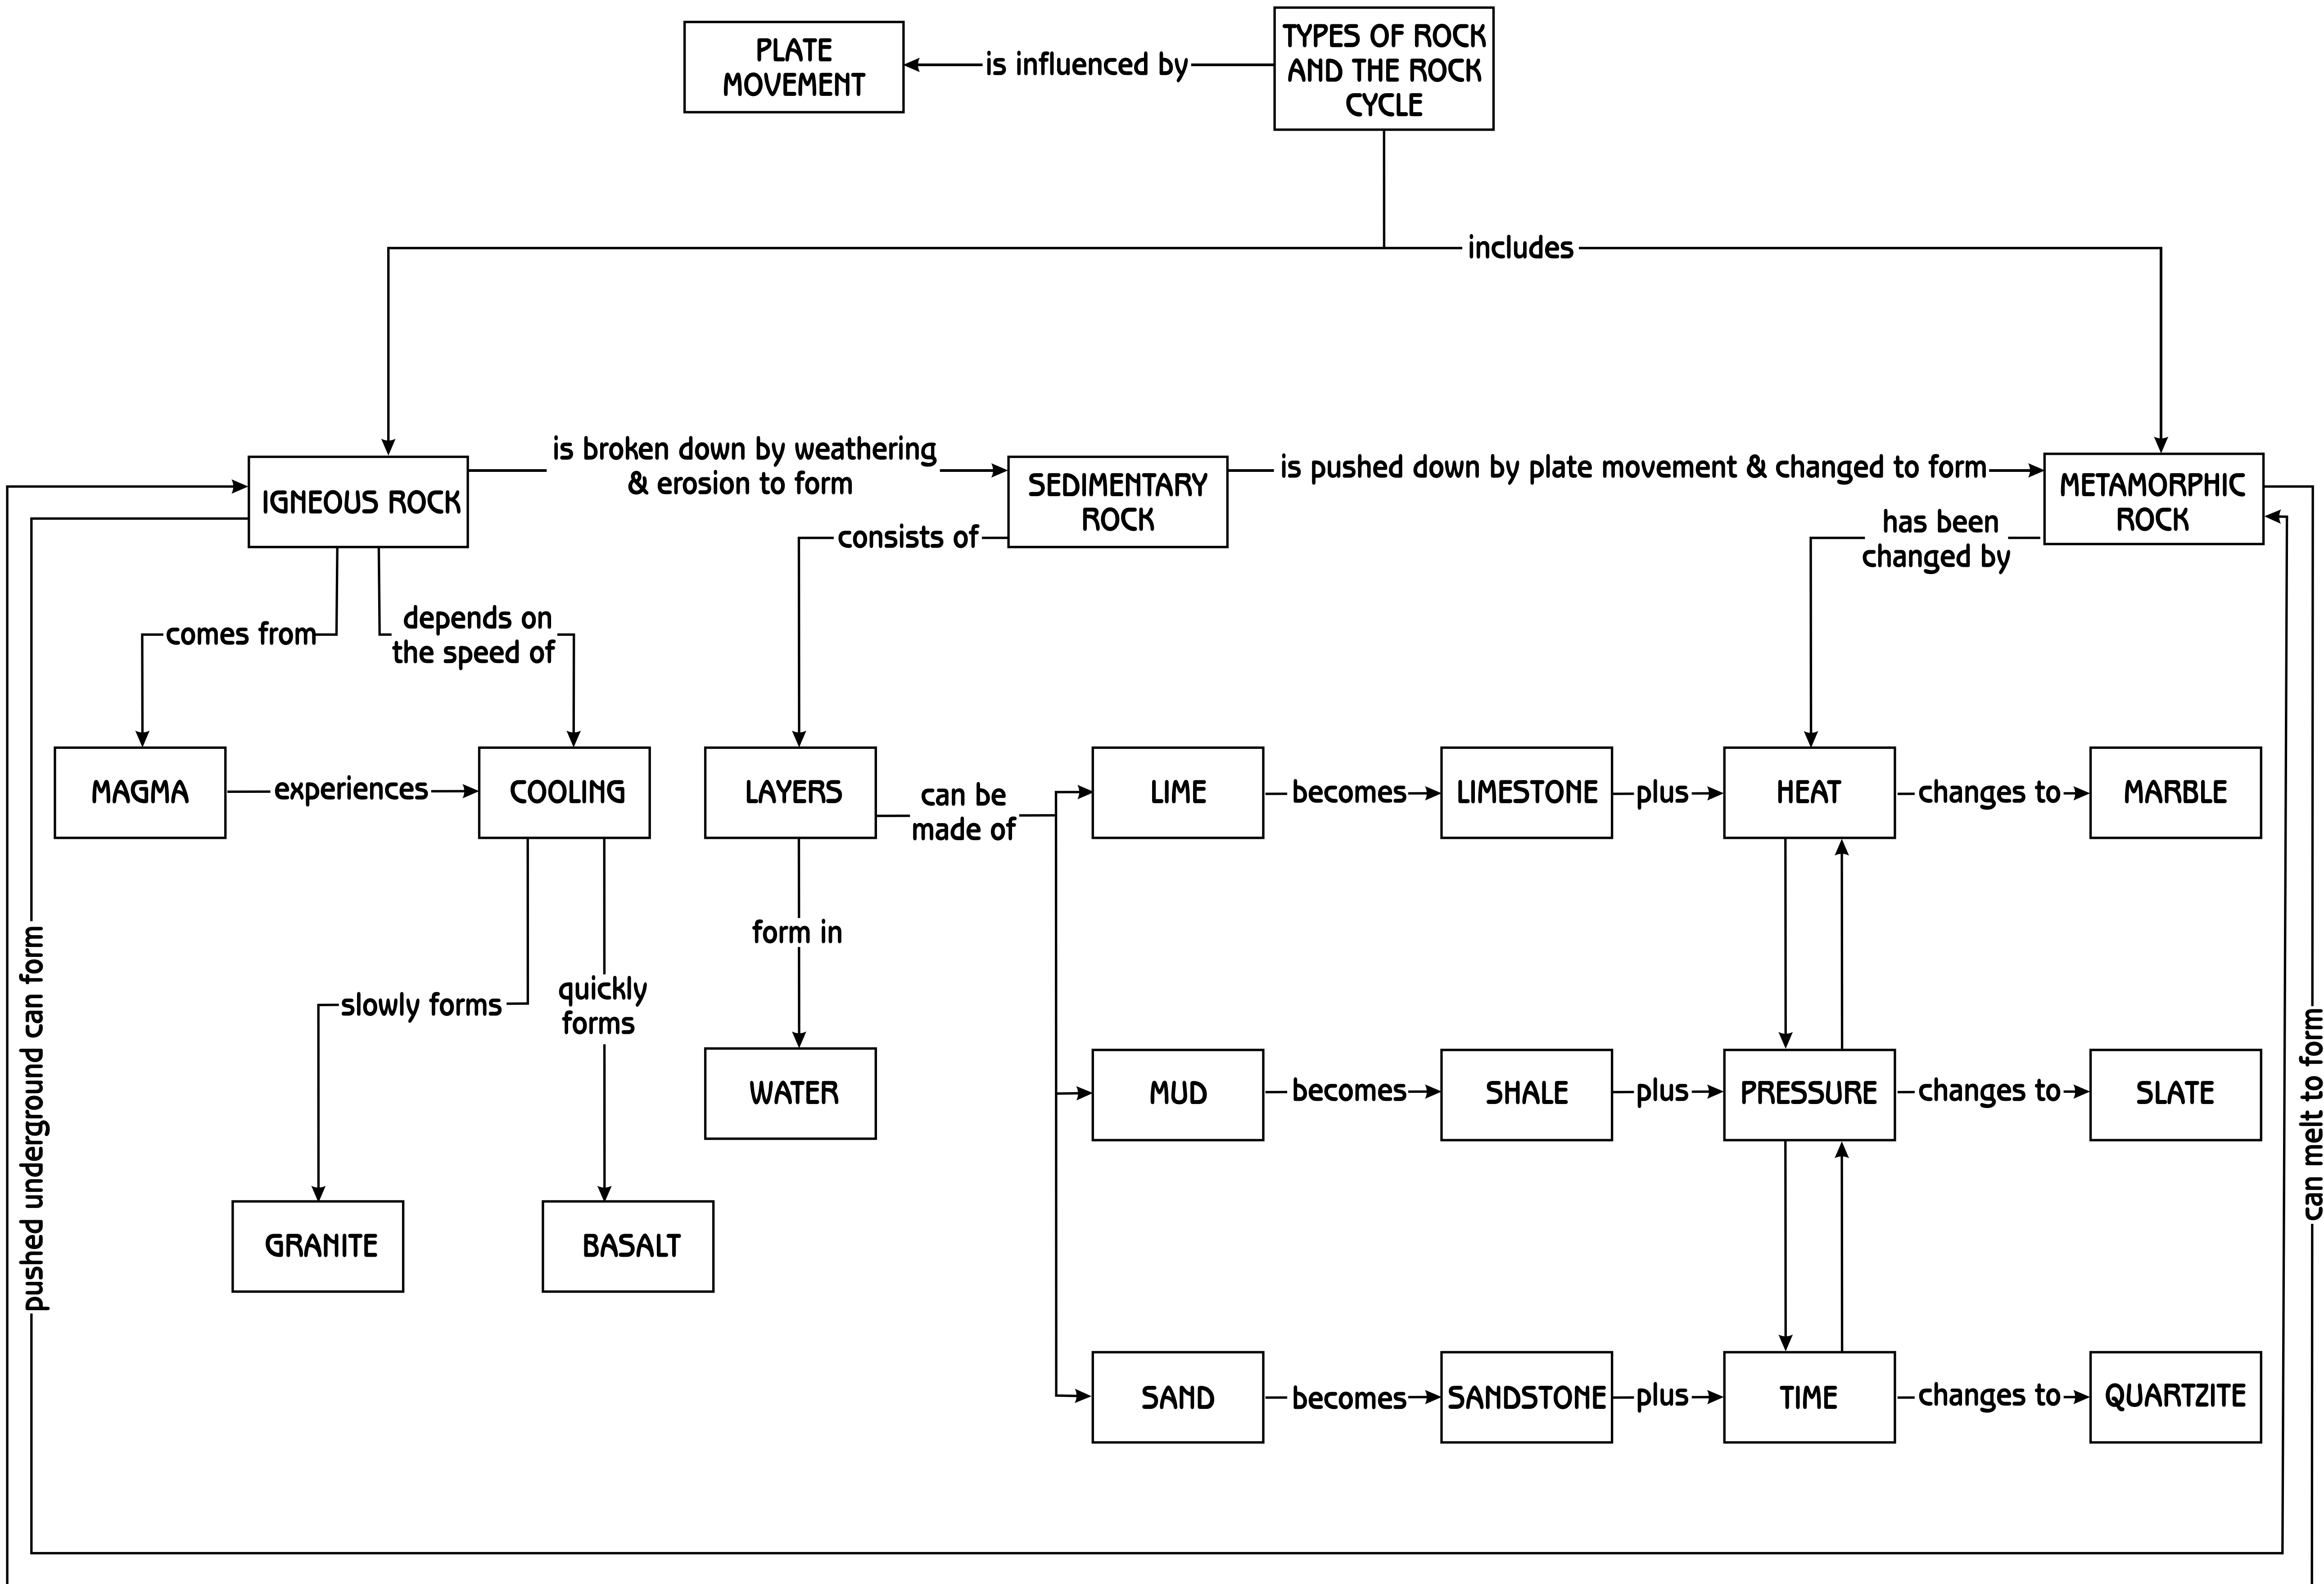 PLATE
MOVEMENT
is influenced by
TYPES OF ROCK
AND THE ROCK
CYCLE
includes
IGNEOUS ROCK
is broken down by weathering
& erosion to form
SEDIMENTARY
ROCK
is pushed down by plate movement & changed to form
METAMORPHIC
ROCK
consists of
has been
changed by
comes from
depends on
the speed of
MAGMA
experiences
COOLING
LAYERS
can be
made of
LIME
becomes
LIMESTONE
plus
HEAT
changes to
MARBLE
form in
slowly forms
quickly
forms
WATER
MUD
becomes
SHALE
plus
PRESSURE
changes to
SLATE
GRANITE
BASALT
SAND
becomes
SANDSTONE
plus
TIME
changes to
QUARTZITE
pushed underground can form
can melt to form